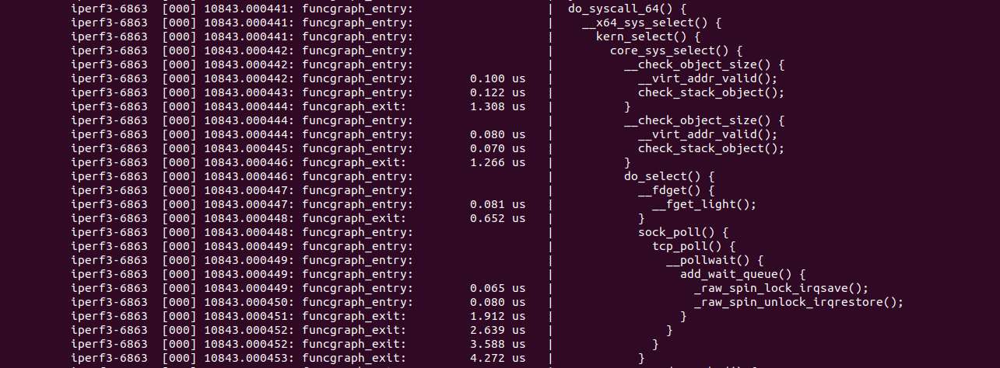 iperf3-6863  [000] 10843.000441: funcgraph_entry:                   |  do_syscall_64() {
iperf3-6863  [000] 10843.000441: funcgraph_entry:                   |    __x64_sys_select() {
iperf3-6863  [000] 10843.000441: funcgraph_entry:                   |      kern_select() {
iperf3-6863  [000] 10843.000442: funcgraph_entry:                   |        core_sys_select() {
iperf3-6863  [000] 10843.000442: funcgraph_entry:                   |          __check_object_size() {
iperf3-6863  [000] 10843.000442: funcgraph_entry:        0.100 us   |            __virt_addr_valid();
iperf3-6863  [000] 10843.000443: funcgraph_entry:        0.122 us   |            check_stack_object();
iperf3-6863  [000] 10843.000444: funcgraph_exit:         1.308 us   |          }
iperf3-6863  [000] 10843.000444: funcgraph_entry:                   |          __check_object_size() {
iperf3-6863  [000] 10843.000444: funcgraph_entry:        0.080 us   |            __virt_addr_valid();
iperf3-6863  [000] 10843.000445: funcgraph_entry:        0.070 us   |            check_stack_object();
iperf3-6863  [000] 10843.000446: funcgraph_exit:         1.266 us   |          }
iperf3-6863  [000] 10843.000446: funcgraph_entry:                   |          do_select() {
iperf3-6863  [000] 10843.000447: funcgraph_entry:                   |            __fdget() {
iperf3-6863  [000] 10843.000447: funcgraph_entry:        0.081 us   |              __fget_light();
iperf3-6863  [000] 10843.000448: funcgraph_exit:         0.652 us   |            }
iperf3-6863  [000] 10843.000448: funcgraph_entry:                   |            sock_poll() {
iperf3-6863  [000] 10843.000449: funcgraph_entry:                   |              tcp_poll() {
iperf3-6863  [000] 10843.000449: funcgraph_entry:                   |                __pollwait() {
iperf3-6863  [000] 10843.000449: funcgraph_entry:                   |                  add_wait_queue() {
iperf3-6863  [000] 10843.000449: funcgraph_entry:        0.065 us   |                    _raw_spin_lock_irqsave();
iperf3-6863  [000] 10843.000450: funcgraph_entry:        0.080 us   |                    _raw_spin_unlock_irqrestore();
iperf3-6863  [000] 10843.000451: funcgraph_exit:         1.912 us   |                  }
iperf3-6863  [000] 10843.000452: funcgraph_exit:         2.639 us   |                }
iperf3-6863  [000] 10843.000452: funcgraph_exit:         3.588 us   |              }
iperf3-6863  [000] 10843.000453: funcgraph_exit:         4.272 us   |            }